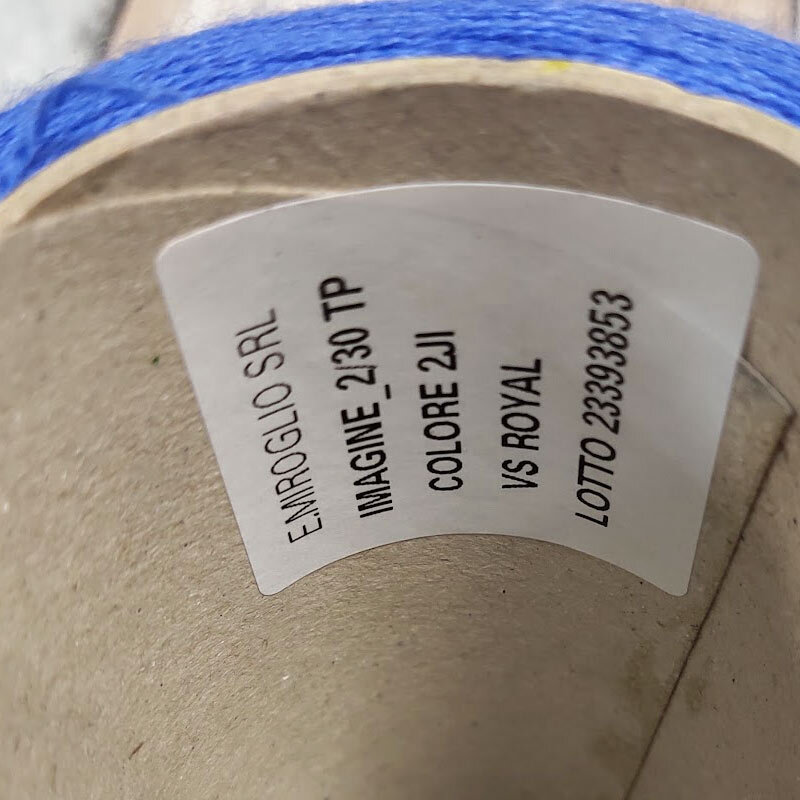 E.MIROGLIO SRL
IMAGINE_2/30 TP
COLORE 2JI
VS ROYAL
LOTTO 23393853